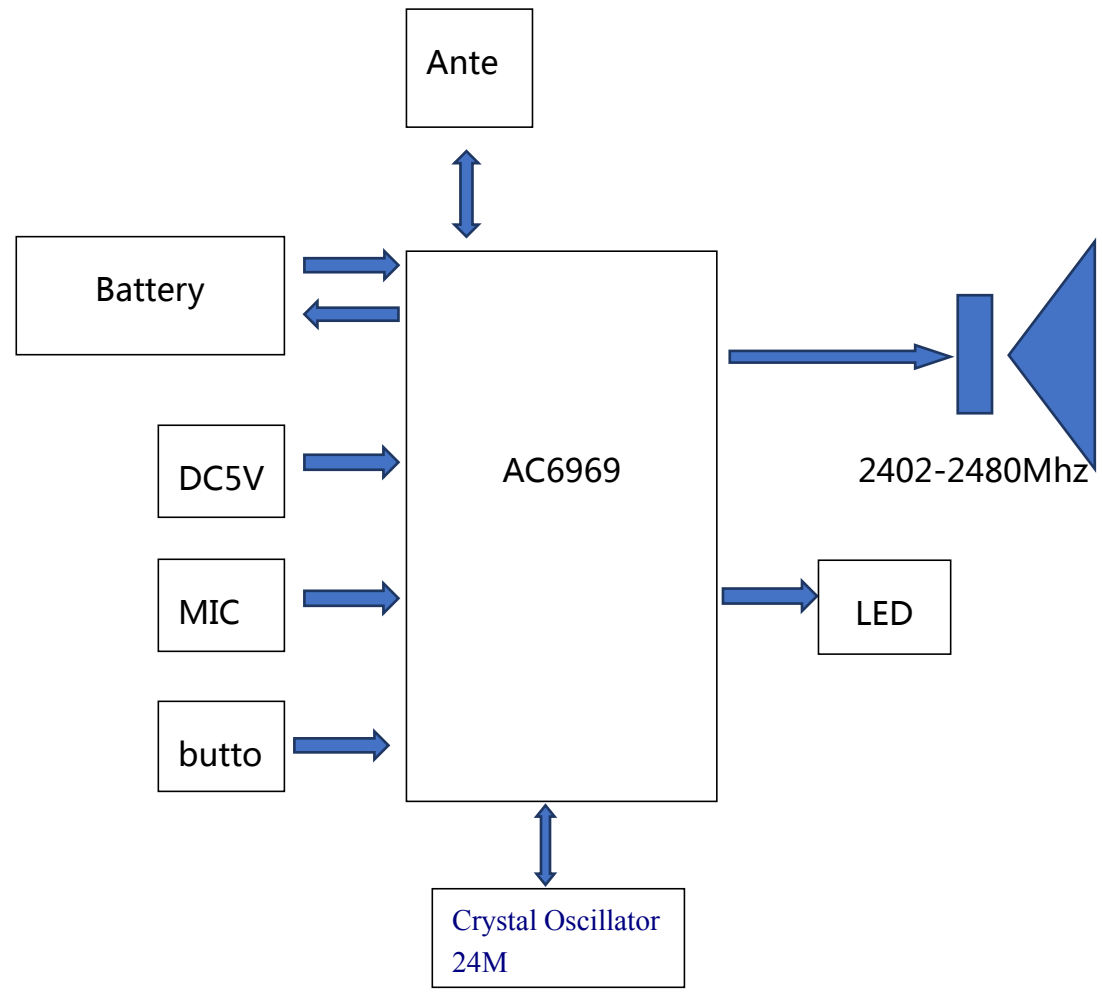 Ante
Battery
DC5V
AC6969
2402-2480Mhz
MIC
LED
butto
Crystal Oscillator
24M